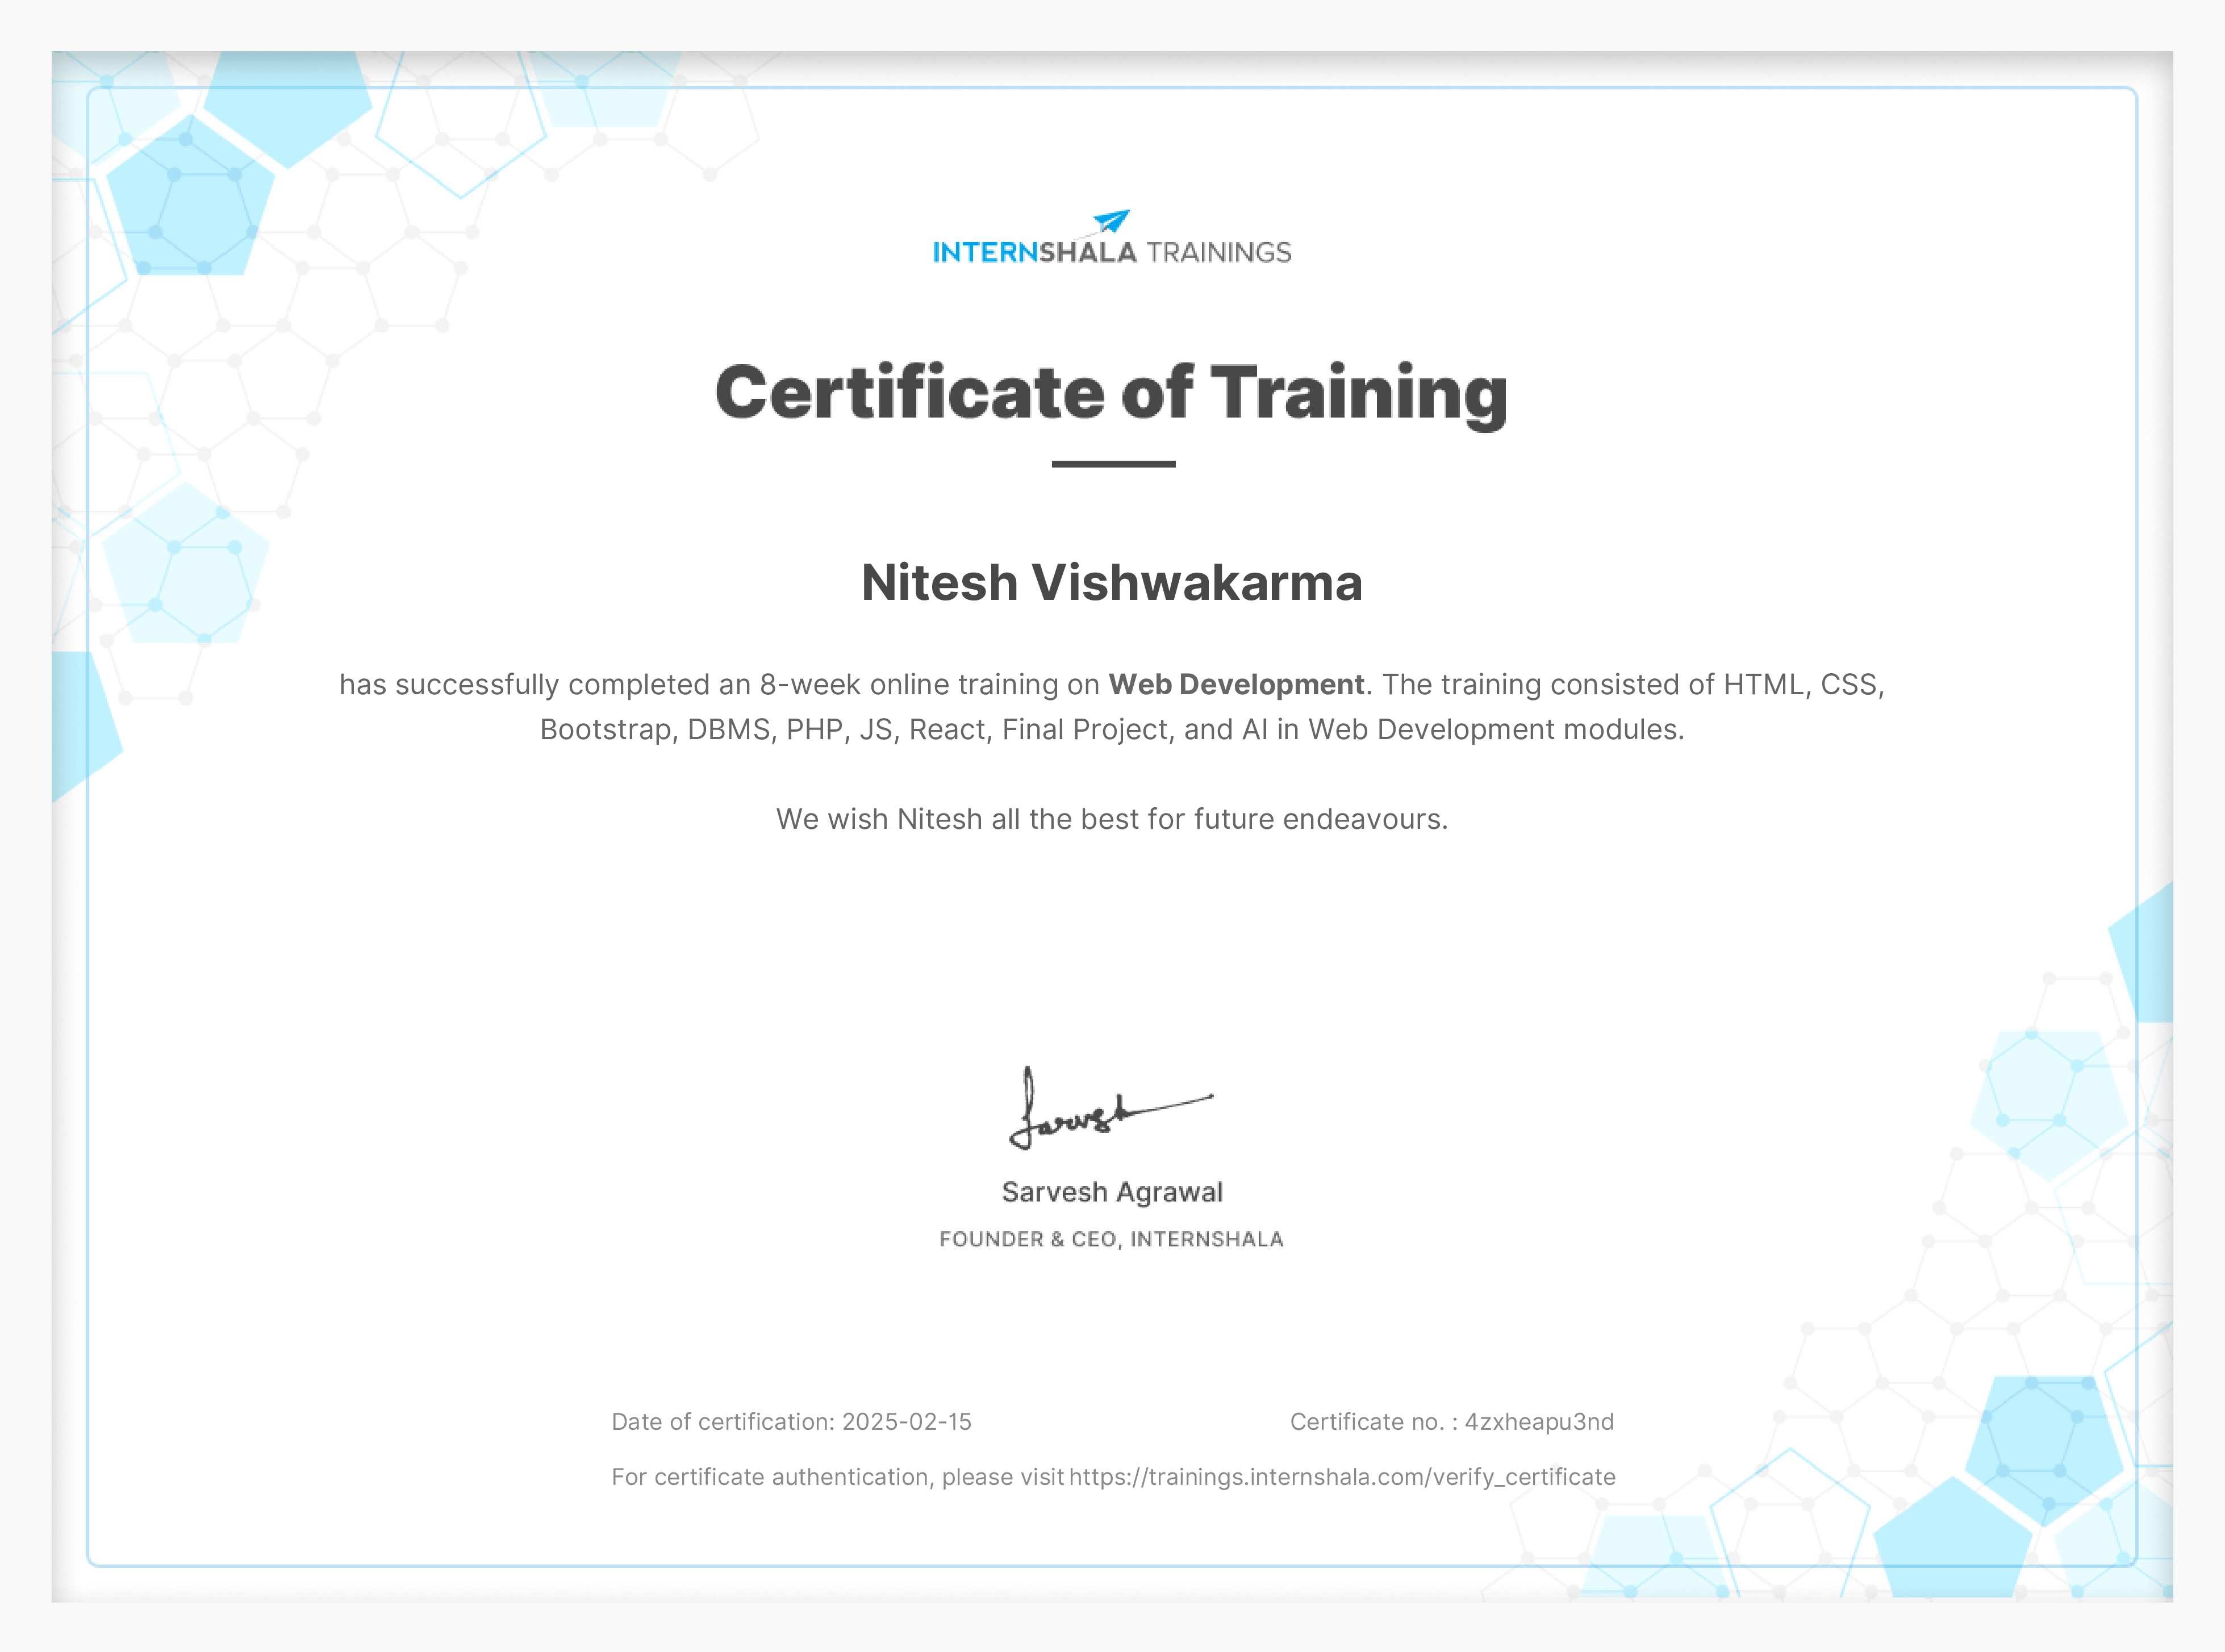 INTERNSHALA TRAININGS
Certificate of Training
Nitesh Vishwakarma
has successfully completed an 8-week online training on Web Development. The training consisted of HTML, CSS,
Bootstrap, DBMS, PHP, JS, React, Final Project, and AI in Web Development modules.
We wish Nitesh all the best for future endeavours.
Sarvesh
Sarvesh Agrawal
FOUNDER & CEO, INTERNSHALA
Date of certification: 2025-02-15 Certificate no. : 4zxheapu3nd
For certificate authentication, please visit https://trainings.internshala.com/verify_certificate